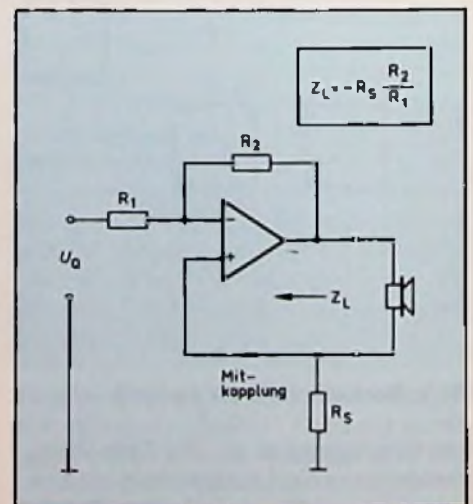 Z_L = -R_S R_2/R_1
R_2
R_1
-
+
U_Q
Z_L
Mit-
kopplung
R_S